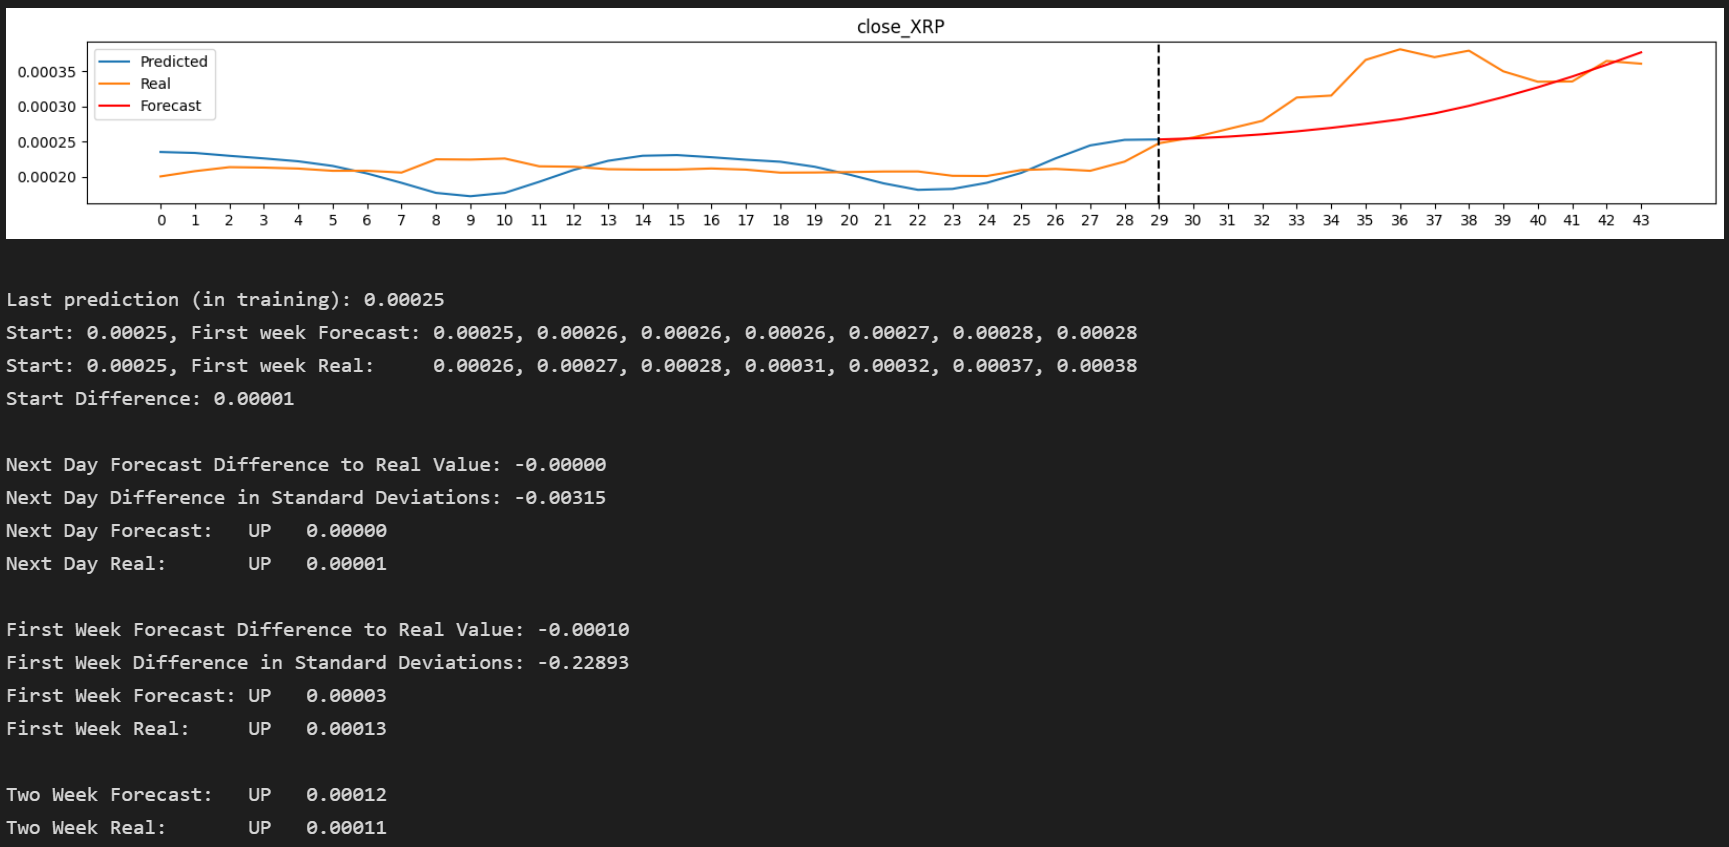 close_XRP
Predicted
Real
Forecast
0.00035
0.00030
0.00025
0.00020
0 1 2 3 4 5 6 7 8 9 10 11 12 13 14 15 16 17 18 19 20 21 22 23 24 25 26 27 28 29 30 31 32 33 34 35 36 37 38 39 40 41 42 43
Last prediction (in training): 0.00025
Start: 0.00025, First week Forecast: 0.00025, 0.00026, 0.00026, 0.00026, 0.00027, 0.00028, 0.00028
Start: 0.00025, First week Real:     0.00026, 0.00027, 0.00028, 0.00031, 0.00032, 0.00037, 0.00038
Start Difference: 0.00001
Next Day Forecast Difference to Real Value: -0.00000
Next Day Difference in Standard Deviations: -0.00315
Next Day Forecast:   UP   0.00000
Next Day Real:       UP   0.00001
First Week Forecast Difference to Real Value: -0.00010
First Week Difference in Standard Deviations: -0.22893
First Week Forecast: UP   0.00003
First Week Real:     UP   0.00013
Two Week Forecast:   UP   0.00012
Two Week Real:       UP   0.00011